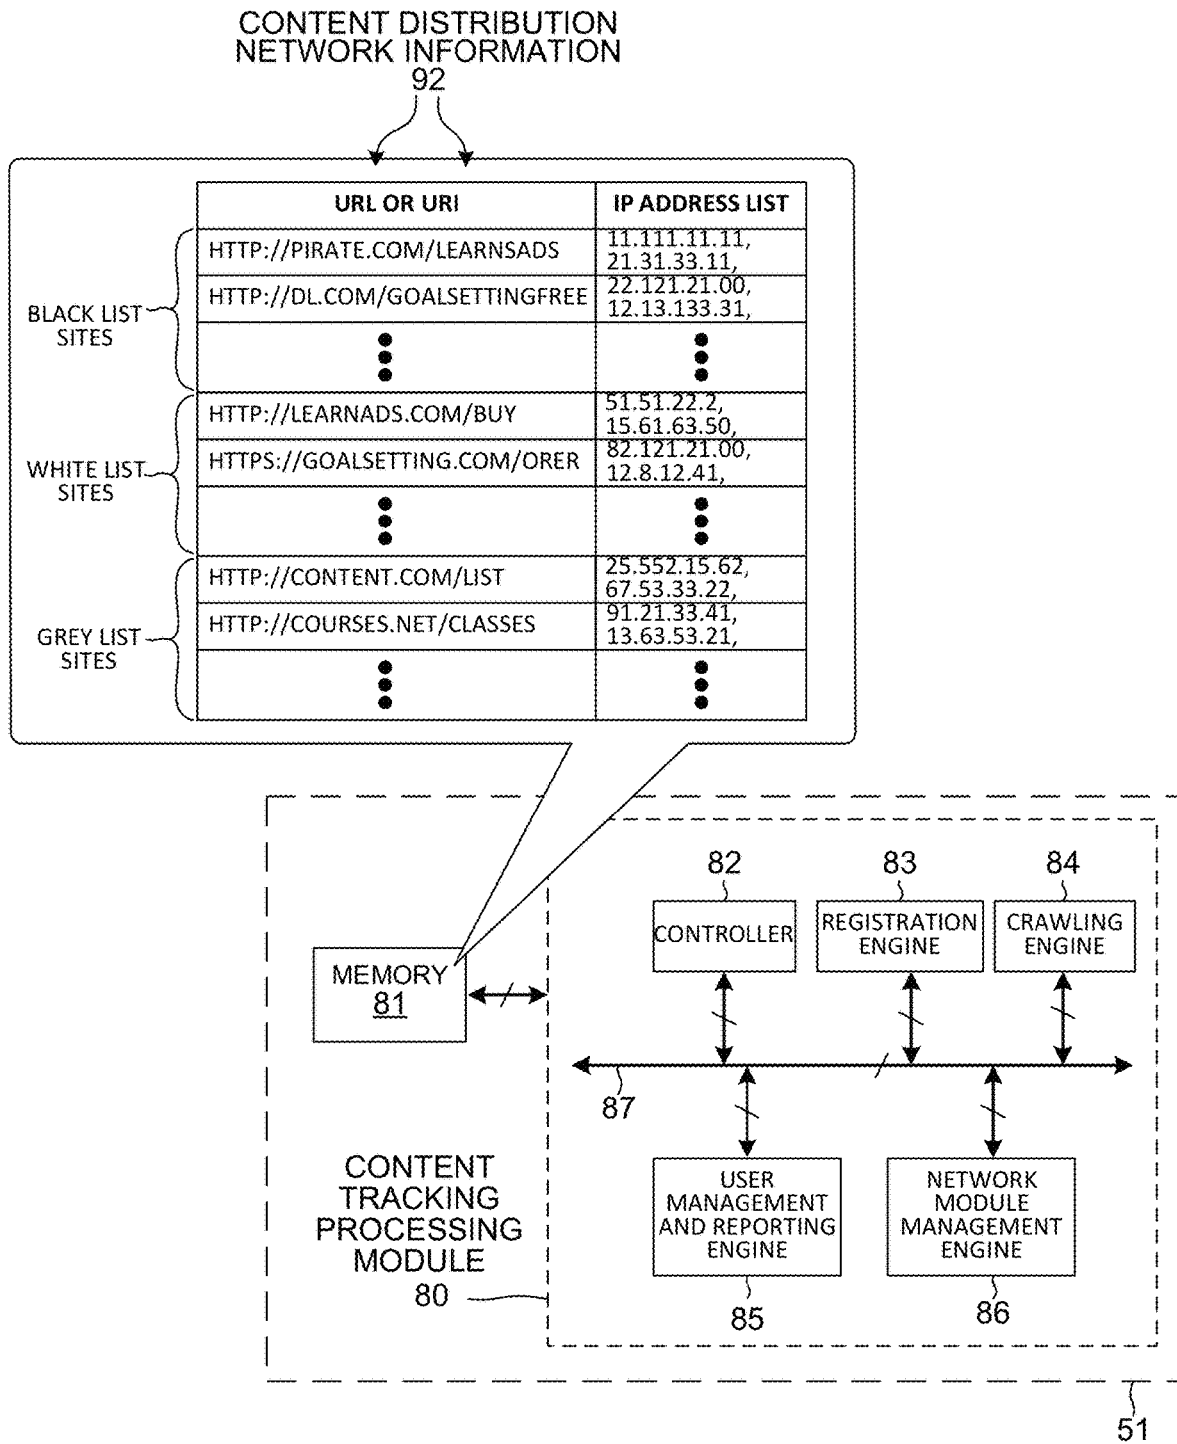 CONTENT DISTRIBUTION
NETWORK INFORMATION
92
URL OR URI
IP ADDRESS LIST
BLACK LIST
SITES
HTTP://PIRATE.COM/LEARNSADS
11.111.11.11,
21.31.33.11,
HTTP://DL.COM/GOALSETTINGFREE
22.121.21.00,
12.13.133.31,
WHITE LIST
SITES
HTTP://LEARNADS.COM/BUY
51.51.22.2,
15.61.63.50,
HTTPS://GOALSETTING.COM/ORER
82.121.21.00,
12.8.12.41,
GREY LIST
SITES
HTTP://CONTENT.COM/LIST
25.552.15.62,
67.53.33.22,
HTTP://COURSES.NET/CLASSES
91.21.33.41,
13.63.53.21,
MEMORY
81
82
CONTROLLER
83
REGISTRATION
ENGINE
84
CRAWLING
ENGINE
87
CONTENT
TRACKING
PROCESSING
MODULE
80
USER
MANAGEMENT
AND REPORTING
ENGINE
85
NETWORK
MODULE
MANAGEMENT
ENGINE
86
51